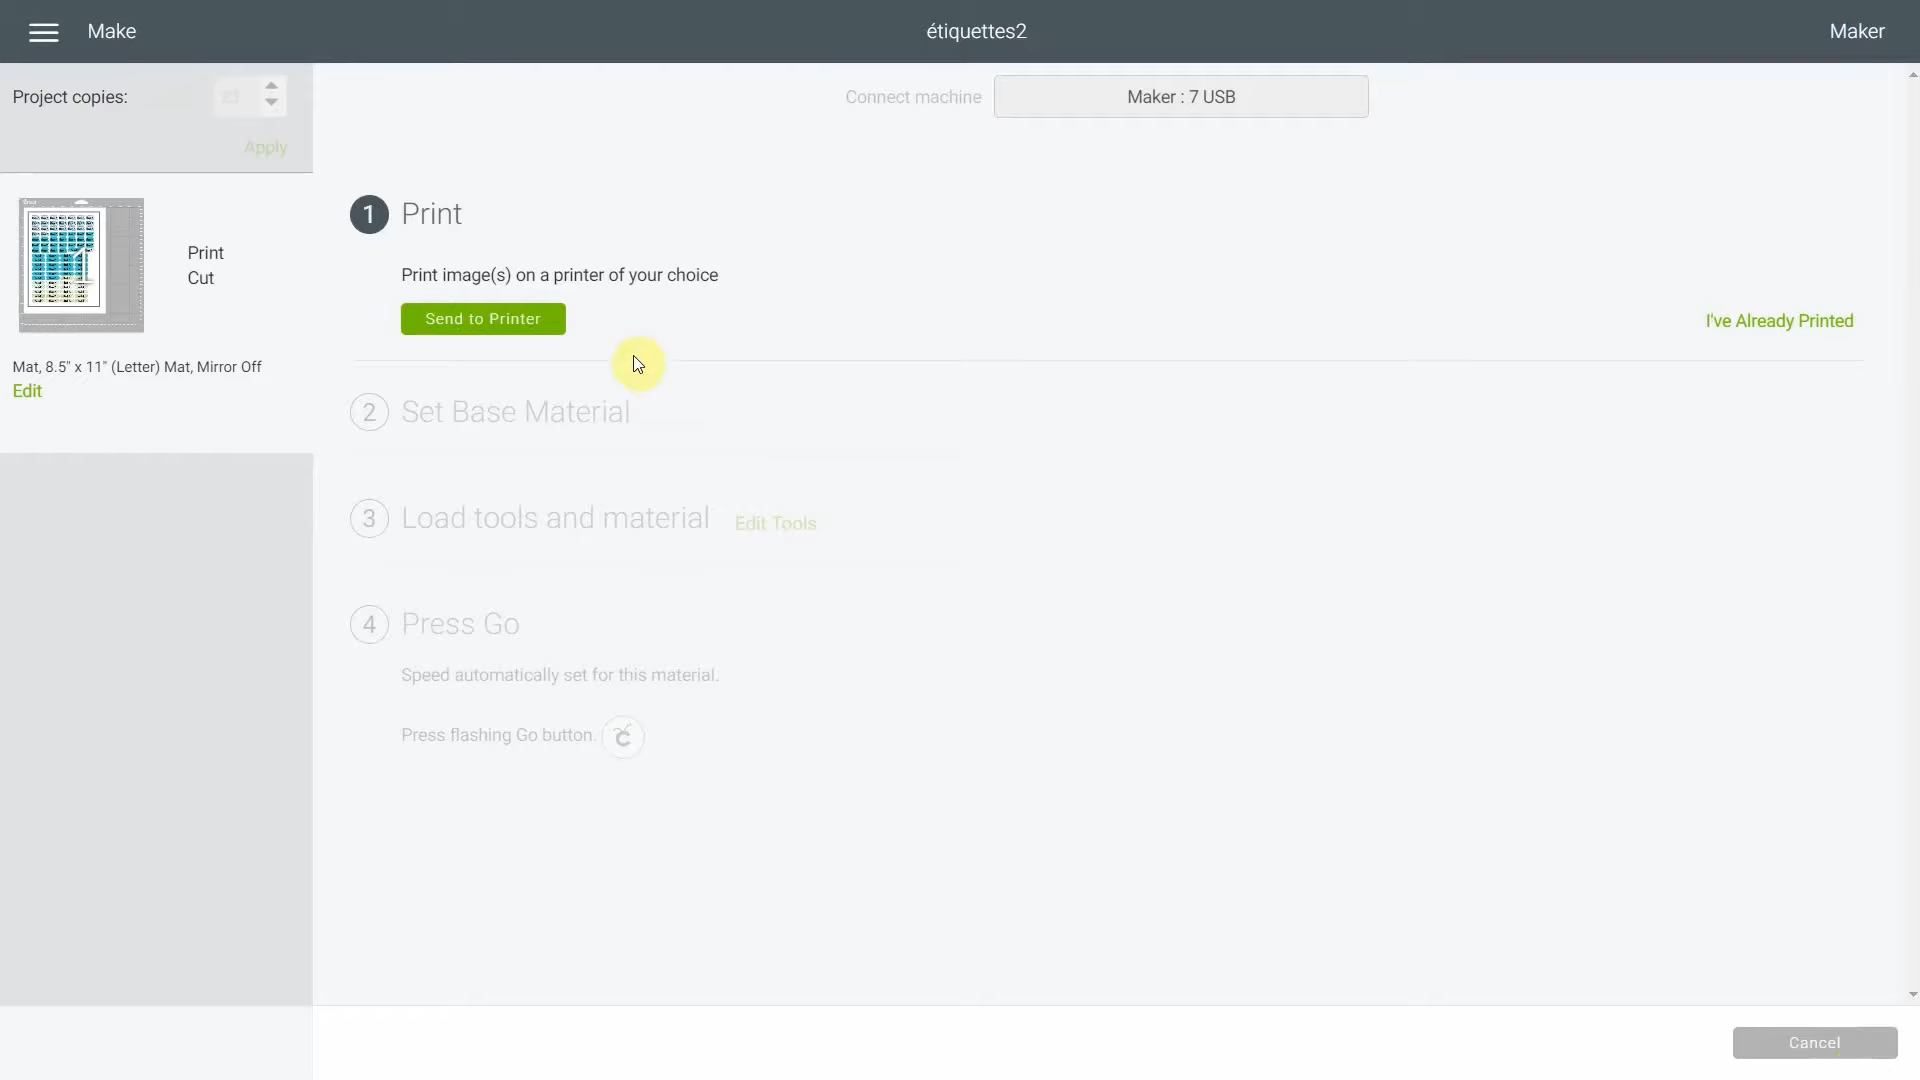 Make
étiquettes2
Maker
Project copies:
Apply
Connect machine
Maker : 7 USB
Print
Cut
Mat, 8.5" x 11" (Letter) Mat, Mirror Off
Edit
1 Print
Print image(s) on a printer of your choice
Send to Printer
I've Already Printed
2 Set Base Material
3 Load tools and material Edit Tools
4 Press Go
Speed automatically set for this material.
Press flashing Go button.
Cancel